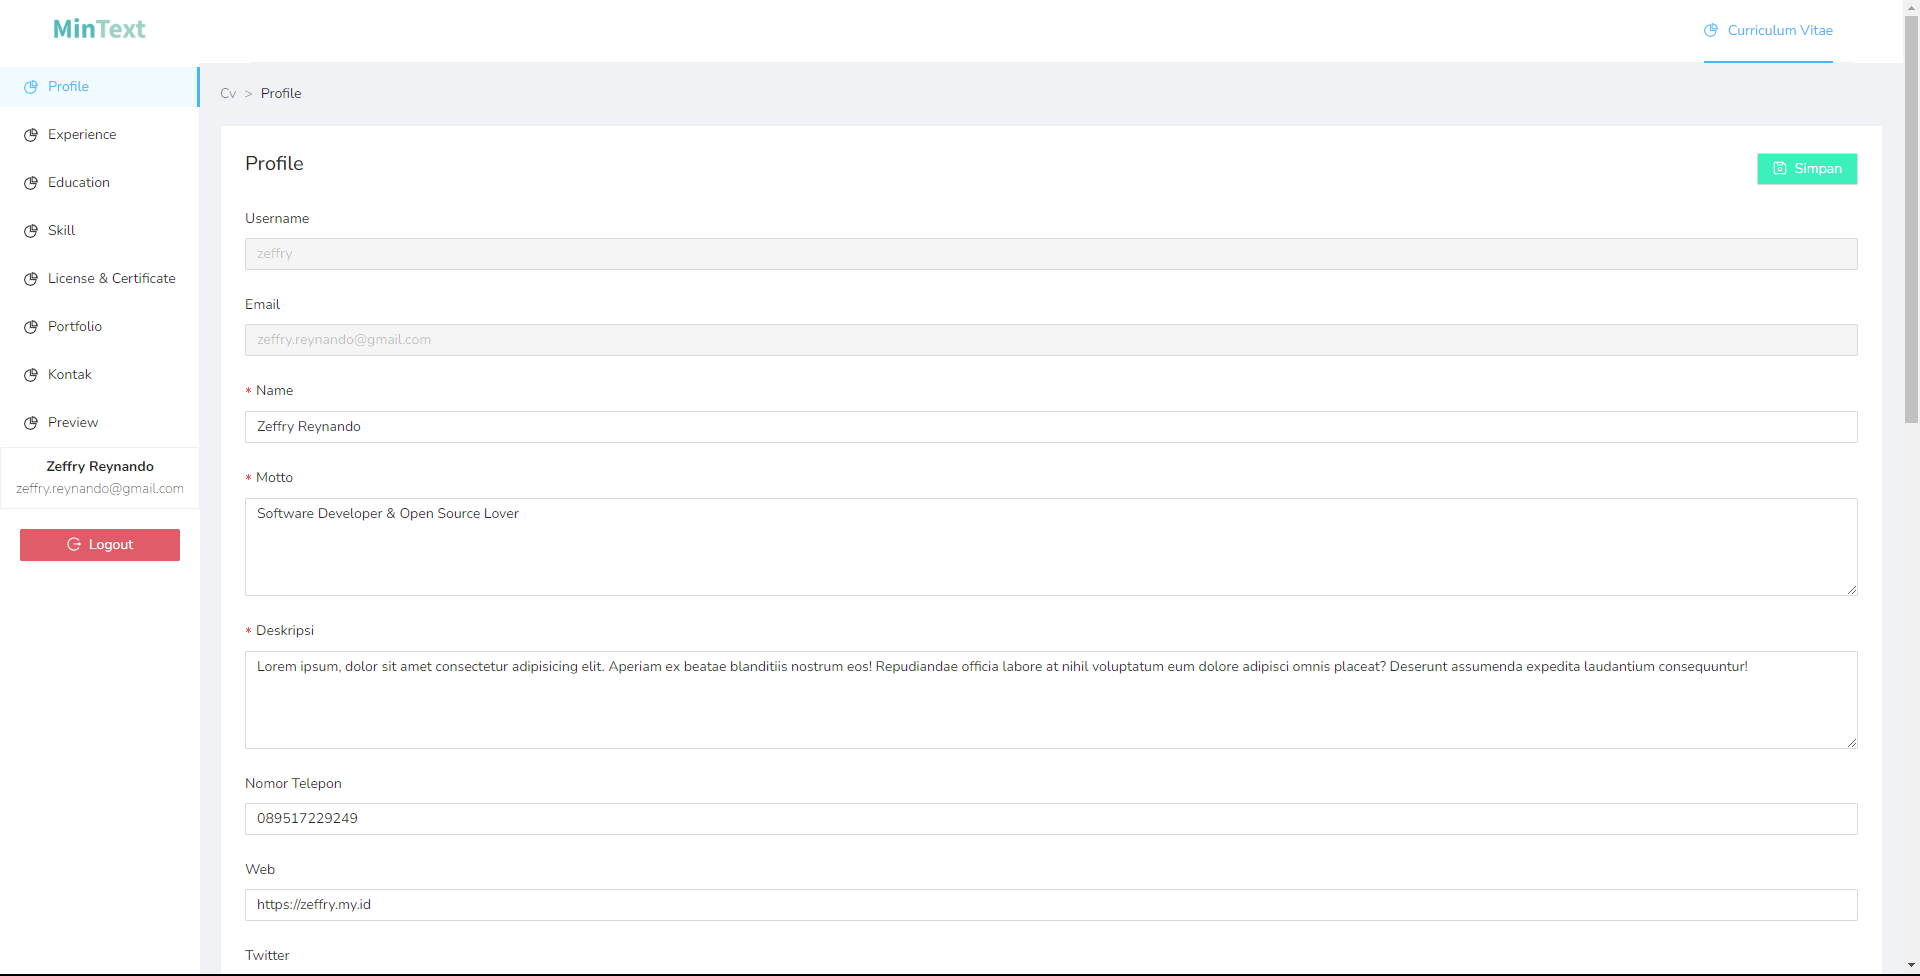 MinText
Curriculum Vitae
Profile
Experience
Education
Skill
License & Certificate
Portfolio
Kontak
Preview
Zeffry Reynando
zeffry.reynando@gmail.com
Logout
Cv > Profile
Profile
Simpan
Username
zeffry
Email
zeffry.reynando@gmail.com
* Name
Zeffry Reynando
* Motto
Software Developer & Open Source Lover
* Deskripsi
Lorem ipsum, dolor sit amet consectetur adipisicing elit. Aperiam ex beatae blanditiis nostrum eos! Repudiandae officia labore at nihil voluptatum eum dolore adipisci omnis placeat? Deserunt assumenda expedita laudantium consequuntur!
Nomor Telepon
089517229249
Web
https://zeffry.my.id
Twitter